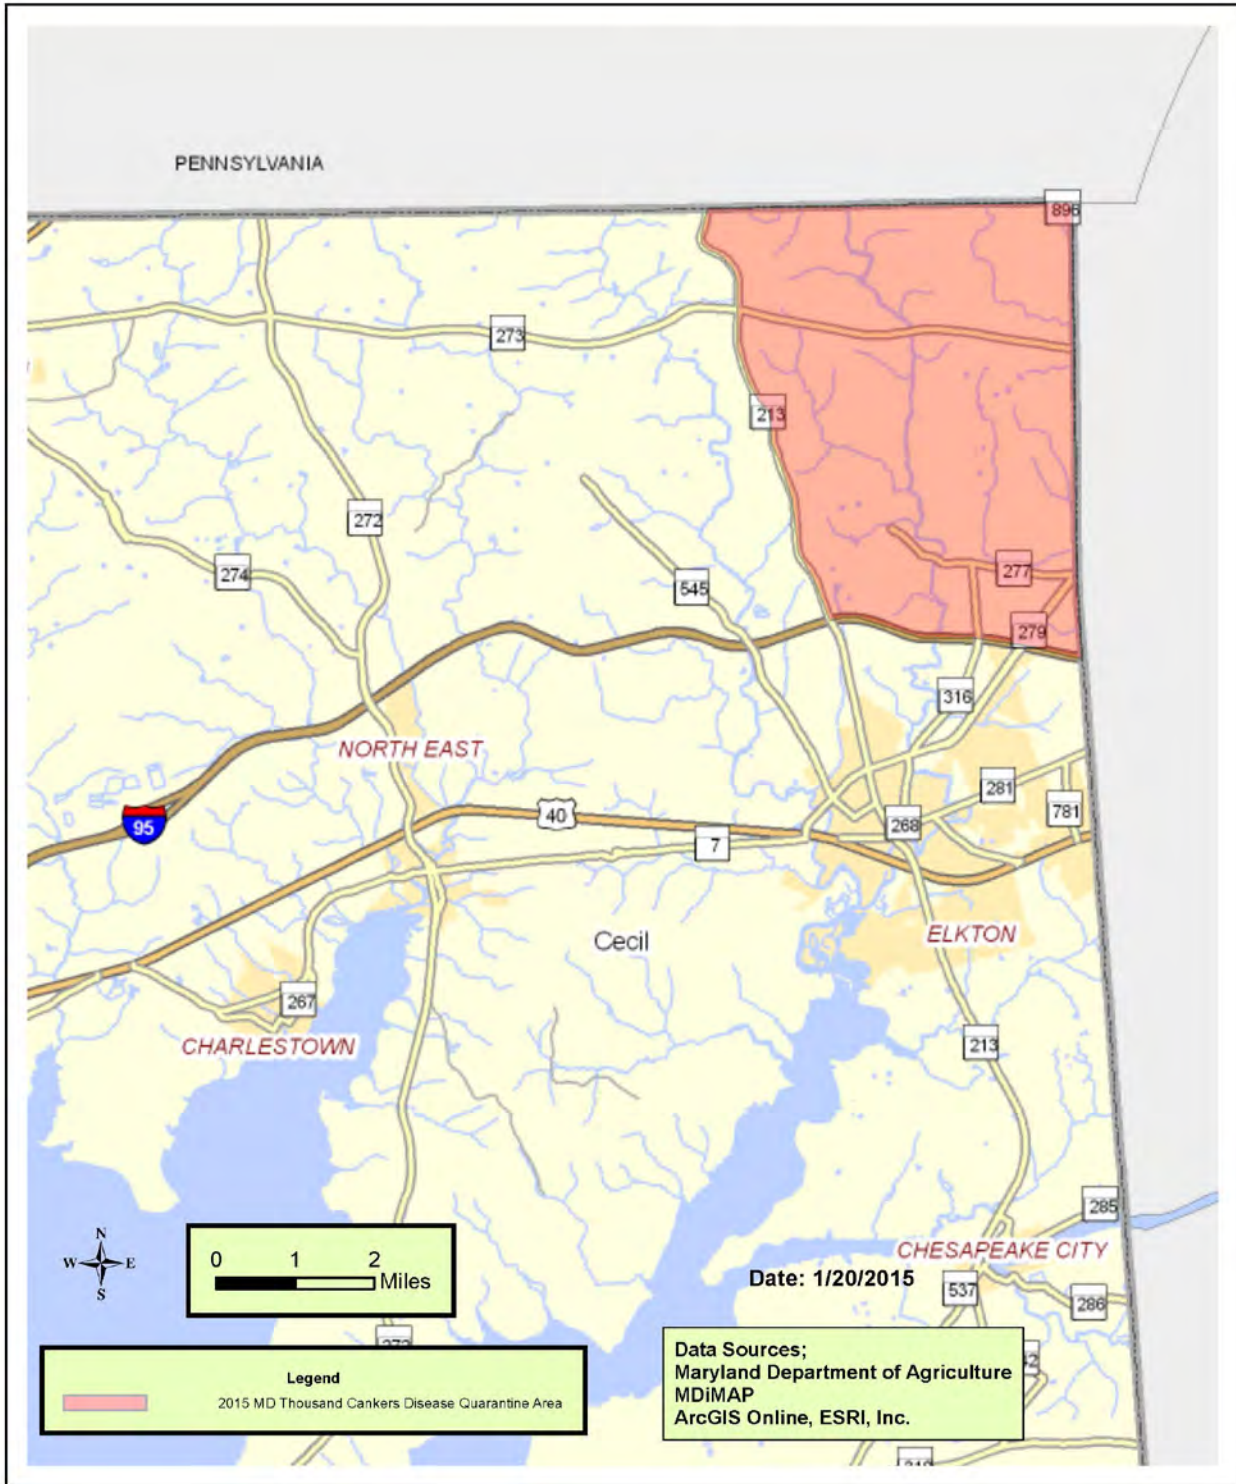 PENNSYLVANIA
896
273
213
272
277
274
545
279
316
NORTH EAST
281
95
40
781
268
7
Cecil
ELKTON
267
CHARLESTOWN
213
285
N
W E
S
CHESAPEAKE CITY
0 1 2
Miles
Date: 1/20/2015
537
286
Legend
2015 MD Thousand Cankers Disease Quarantine Area
Data Sources;
Maryland Department of Agriculture
MDiMAP
ArcGIS Online, ESRI, Inc.